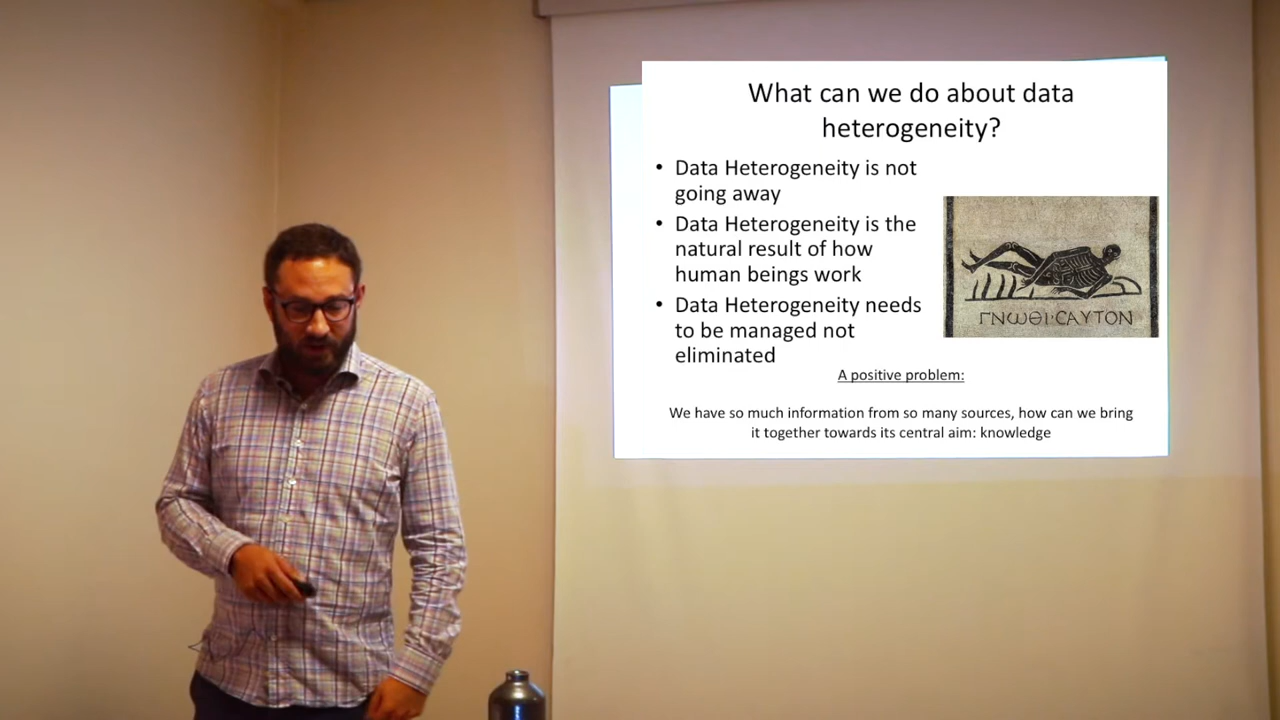 What can we do about data
heterogeneity?
• Data Heterogeneity is not
going away
• Data Heterogeneity is the
natural result of how
human beings work
• Data Heterogeneity needs
to be managed not
eliminated
ΓΝΩΘΙ·CΑΥΤΟΝ
A positive problem:
We have so much information from so many sources, how can we bring
it together towards its central aim: knowledge